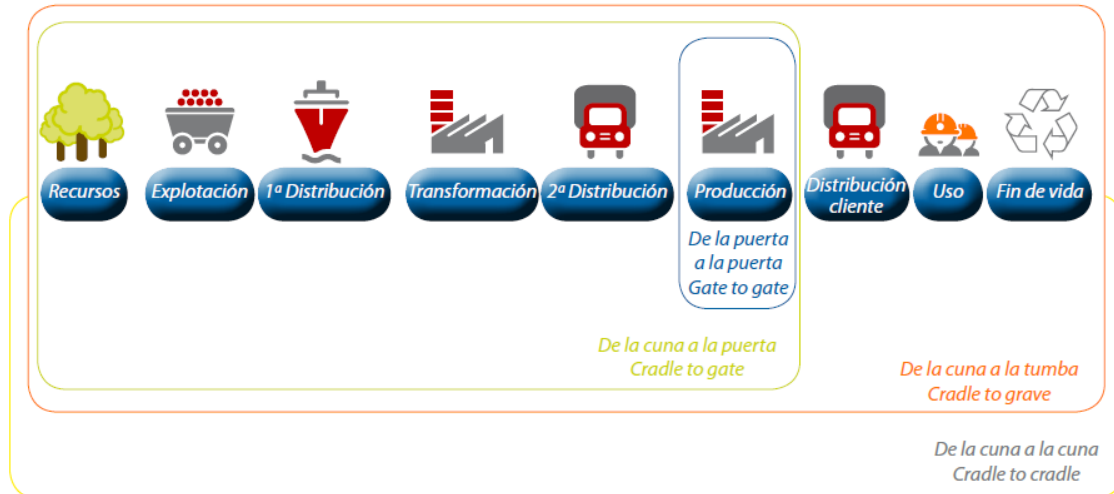 Recursos
Explotación
1ª Distribución
Transformación
2ª Distribución
Producción
Distribución
cliente
Uso
Fin de vida
De la puerta
a la puerta
Gate to gate
De la cuna a la puerta
Cradle to gate
De la cuna a la tumba
Cradle to grave
De la cuna a la cuna
Cradle to cradle